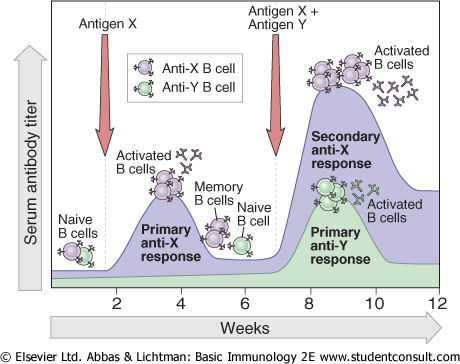 Antigen X
Antigen X +
Antigen Y
Anti-X B cell
Anti-Y B cell
Activated
B cells
Activated
B cells
Secondary
anti-X
response
Memory
B cells
Naive
B cells
Naive
B cell
Activated
B cells
Primary
anti-X
response
Primary
anti-Y
response
Serum antibody titer
2
4
6
8
10
12
Weeks
© Elsevier Ltd. Abbas & Lichtman: Basic Immunology 2E www.studentconsult.com